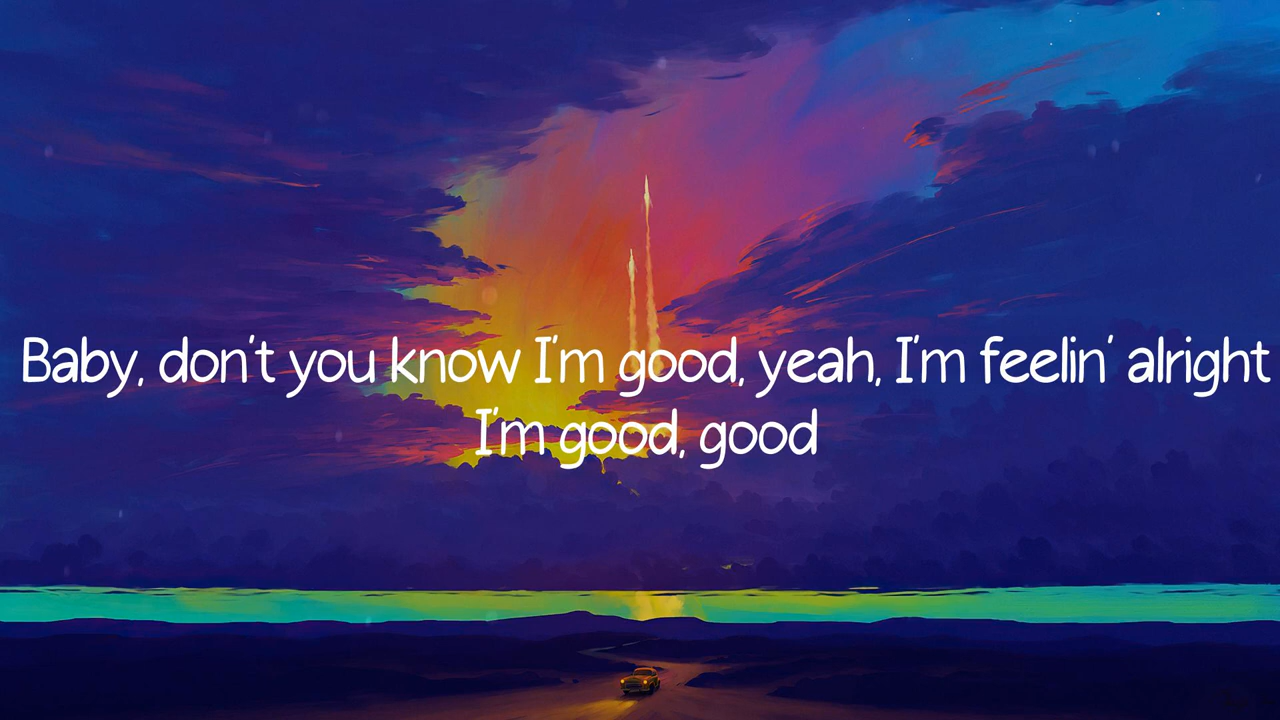 Baby, don't you know I'm good, yeah, I'm feelin' alright
I'm good, good